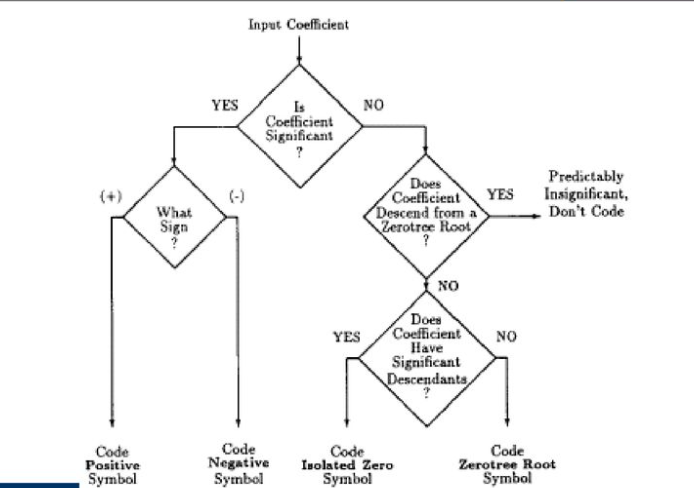 Input Coefficient
YES
Is
Coefficient
Significant
?
NO
(+)
What
Sign
?
(-)
Does
Coefficient
Descend from a
Zerotree Root
?
YES
Predictably
Insignificant,
Don't Code
NO
YES
Does
Coefficient
Have
Significant
Descendants
?
NO
Code
Positive
Symbol
Code
Negative
Symbol
Code
Isolated Zero
Symbol
Code
Zerotree Root
Symbol